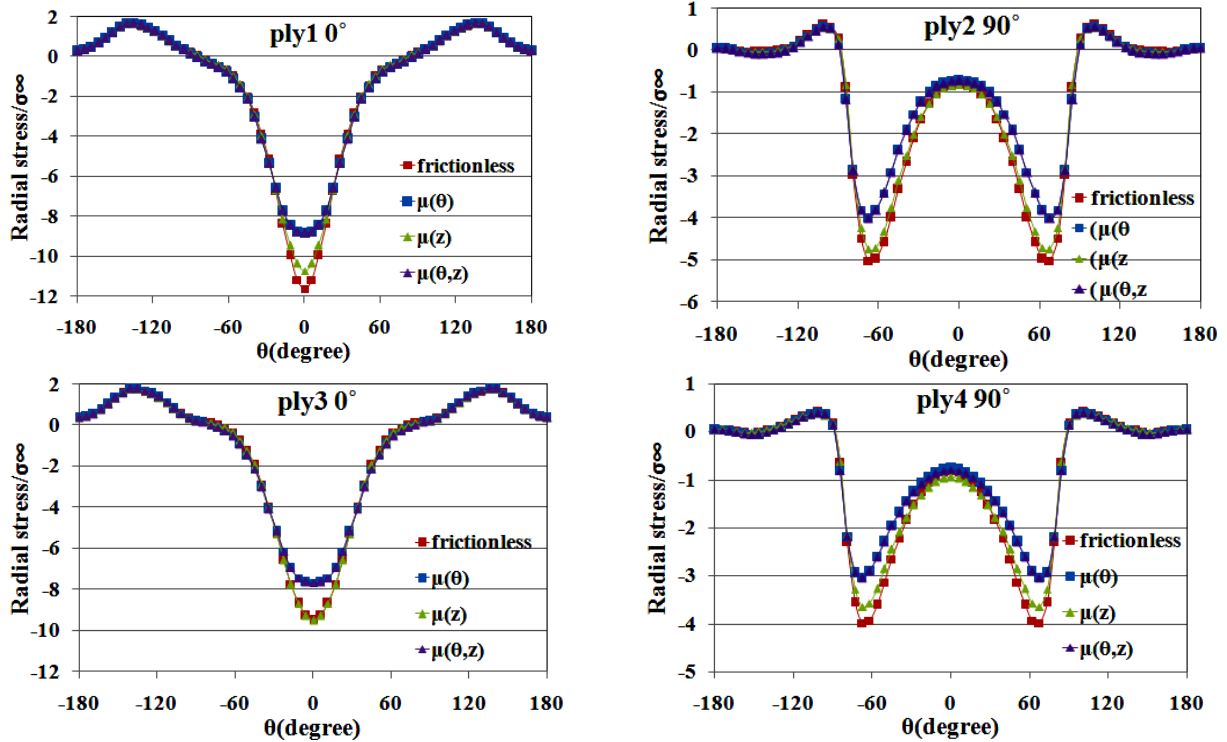 ply1 0°
Radial stress/σ∞
2
0
-2
-4
-6
-8
-10
-12
frictionless
μ(θ)
μ(z)
μ(θ,z)
-180 -120 -60 0 60 120 180
θ(degree)
ply2 90°
Radial stress/σ∞
1
0
-1
-2
-3
-4
-5
-6
frictionless
(μ(θ
(μ(z
(μ(θ,z
-180 -120 -60 0 60 120 180
θ(degree)
ply3 0°
Radial stress/σ∞
2
0
-2
-4
-6
-8
-10
-12
frictionless
μ(θ)
μ(z)
μ(θ,z)
-180 -120 -60 0 60 120 180
θ(degree)
ply4 90°
Radial stress/σ∞
1
0
-1
-2
-3
-4
-5
frictionless
μ(θ)
μ(z)
μ(θ,z)
-180 -120 -60 0 60 120 180
θ(degree)